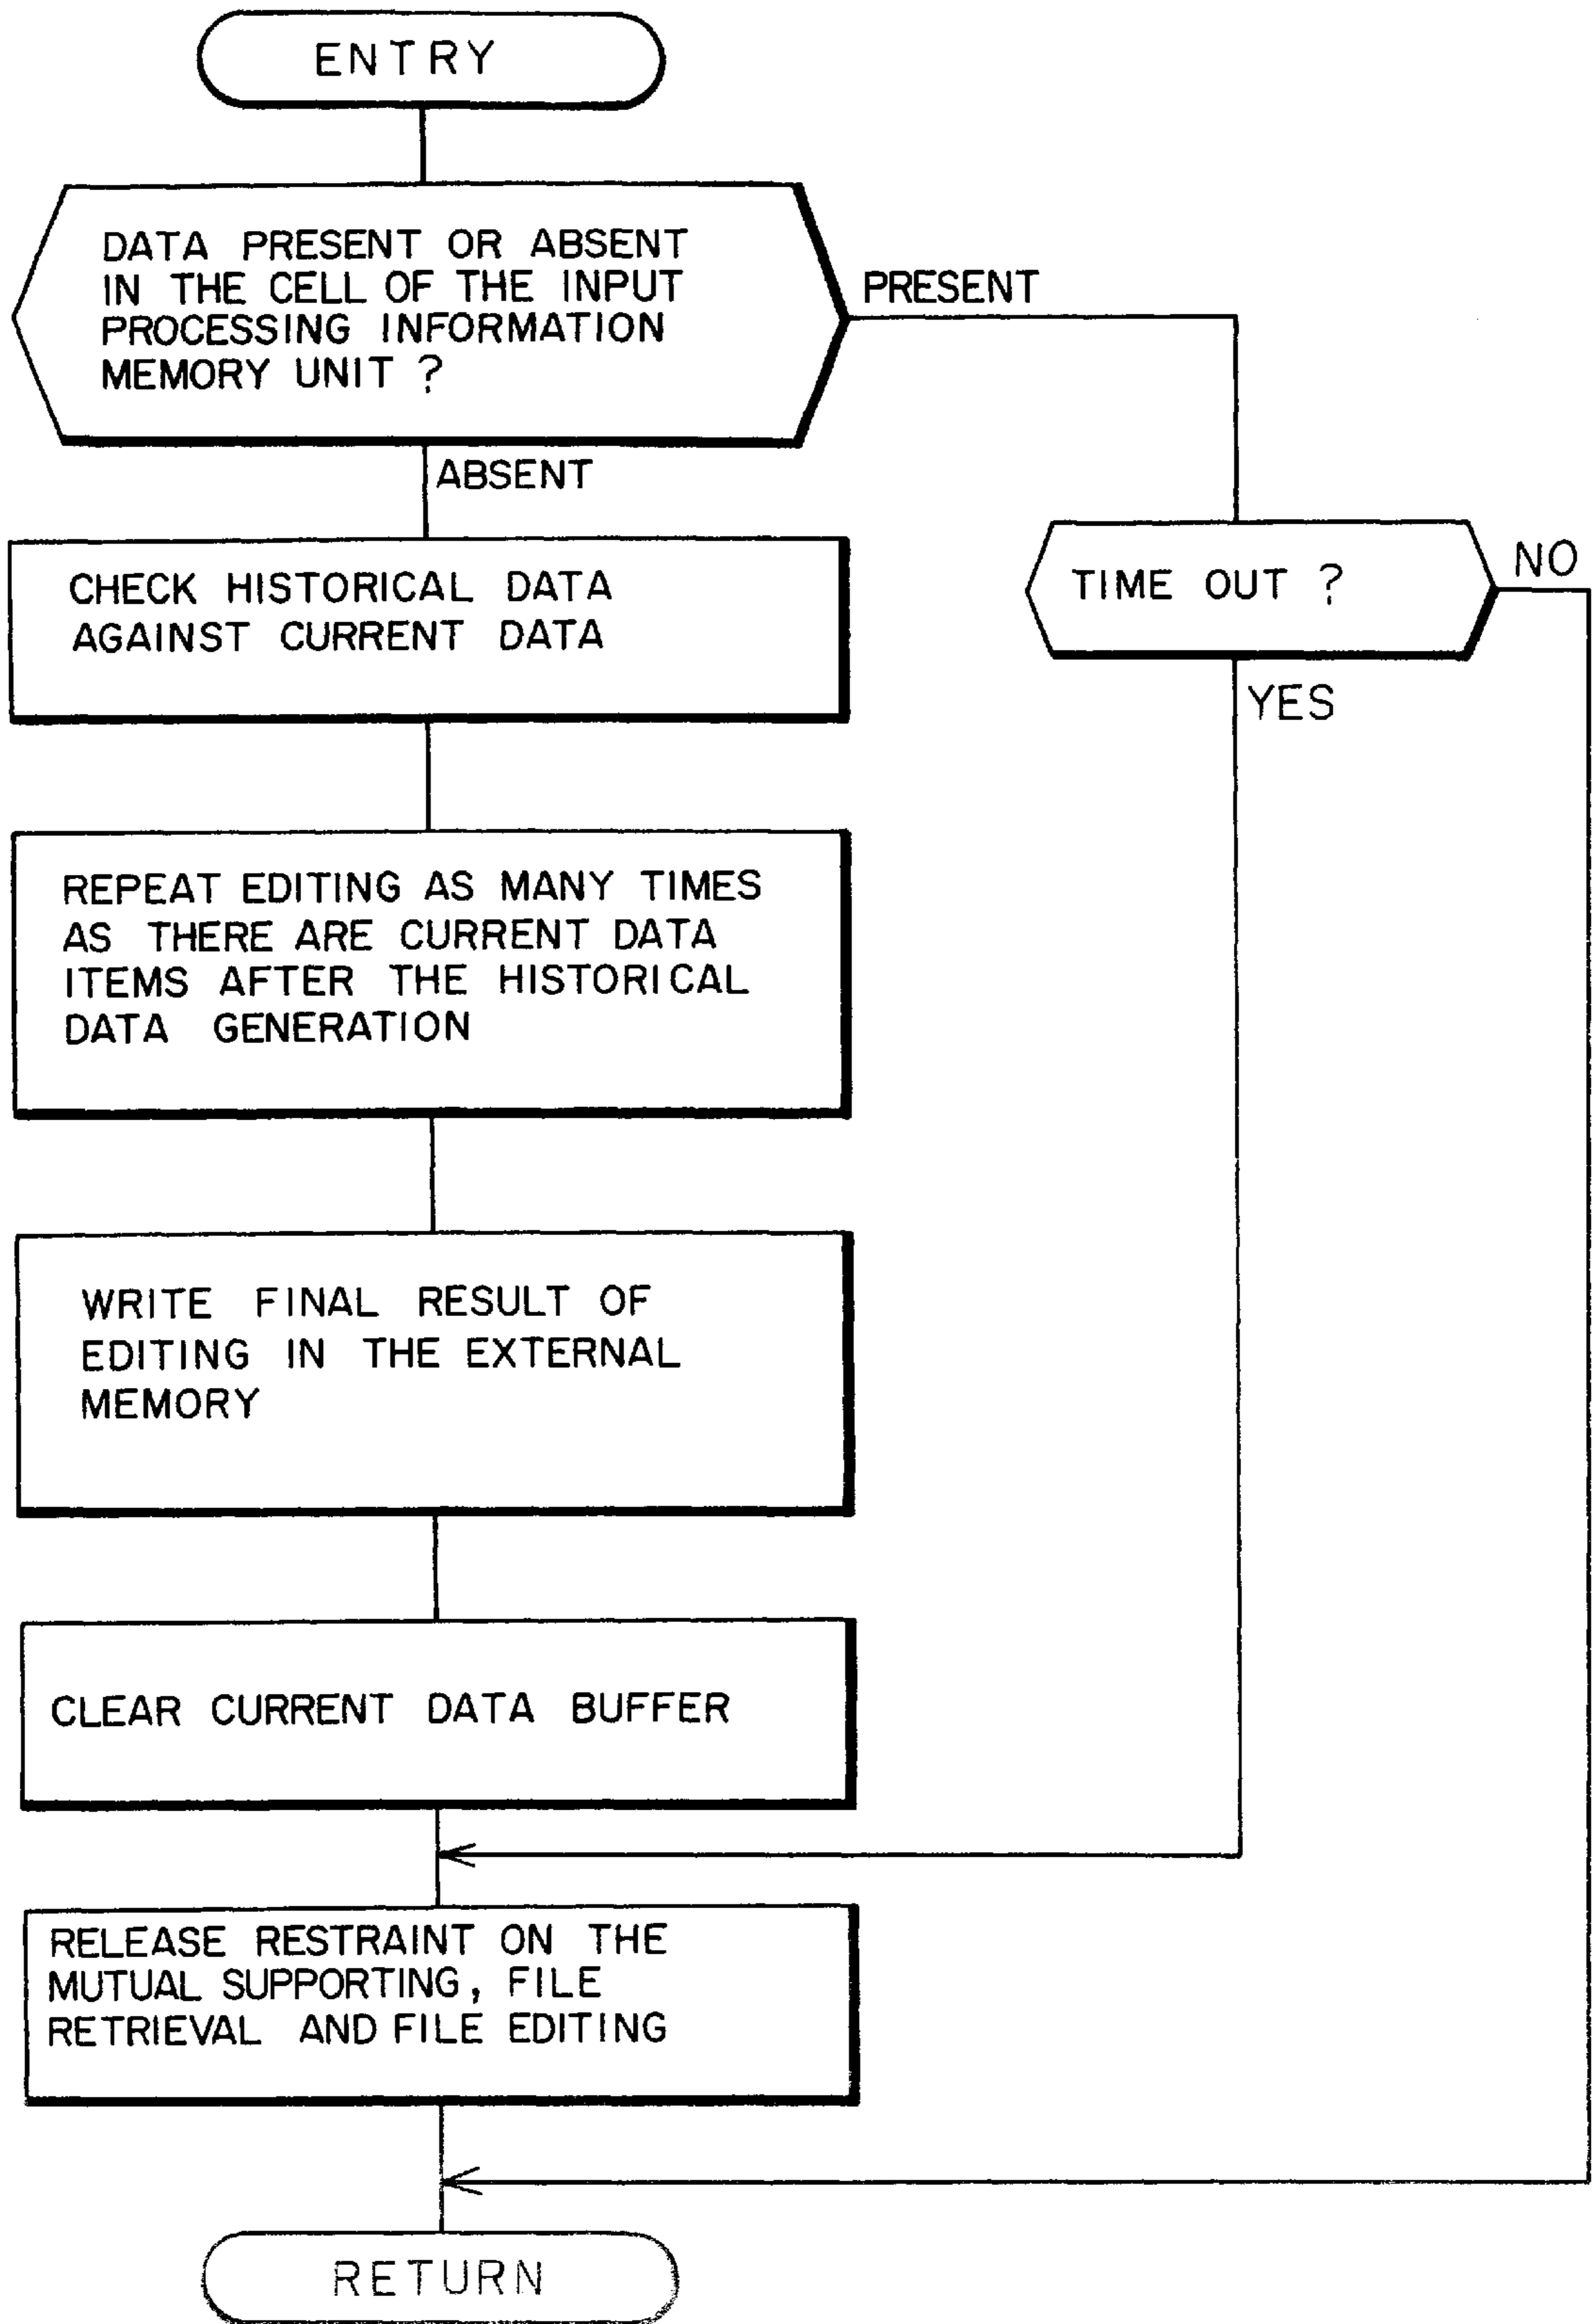 ENTRY
DATA PRESENT OR ABSENT
IN THE CELL OF THE INPUT
PROCESSING INFORMATION
MEMORY UNIT ?
PRESENT
ABSENT
CHECK HISTORICAL DATA
AGAINST CURRENT DATA
TIME OUT ?
NO
YES
REPEAT EDITING AS MANY TIMES
AS THERE ARE CURRENT DATA
ITEMS AFTER THE HISTORICAL
DATA GENERATION
WRITE FINAL RESULT OF
EDITING IN THE EXTERNAL
MEMORY
CLEAR CURRENT DATA BUFFER
RELEASE RESTRAINT ON THE
MUTUAL SUPPORTING, FILE
RETRIEVAL AND FILE EDITING
RETURN